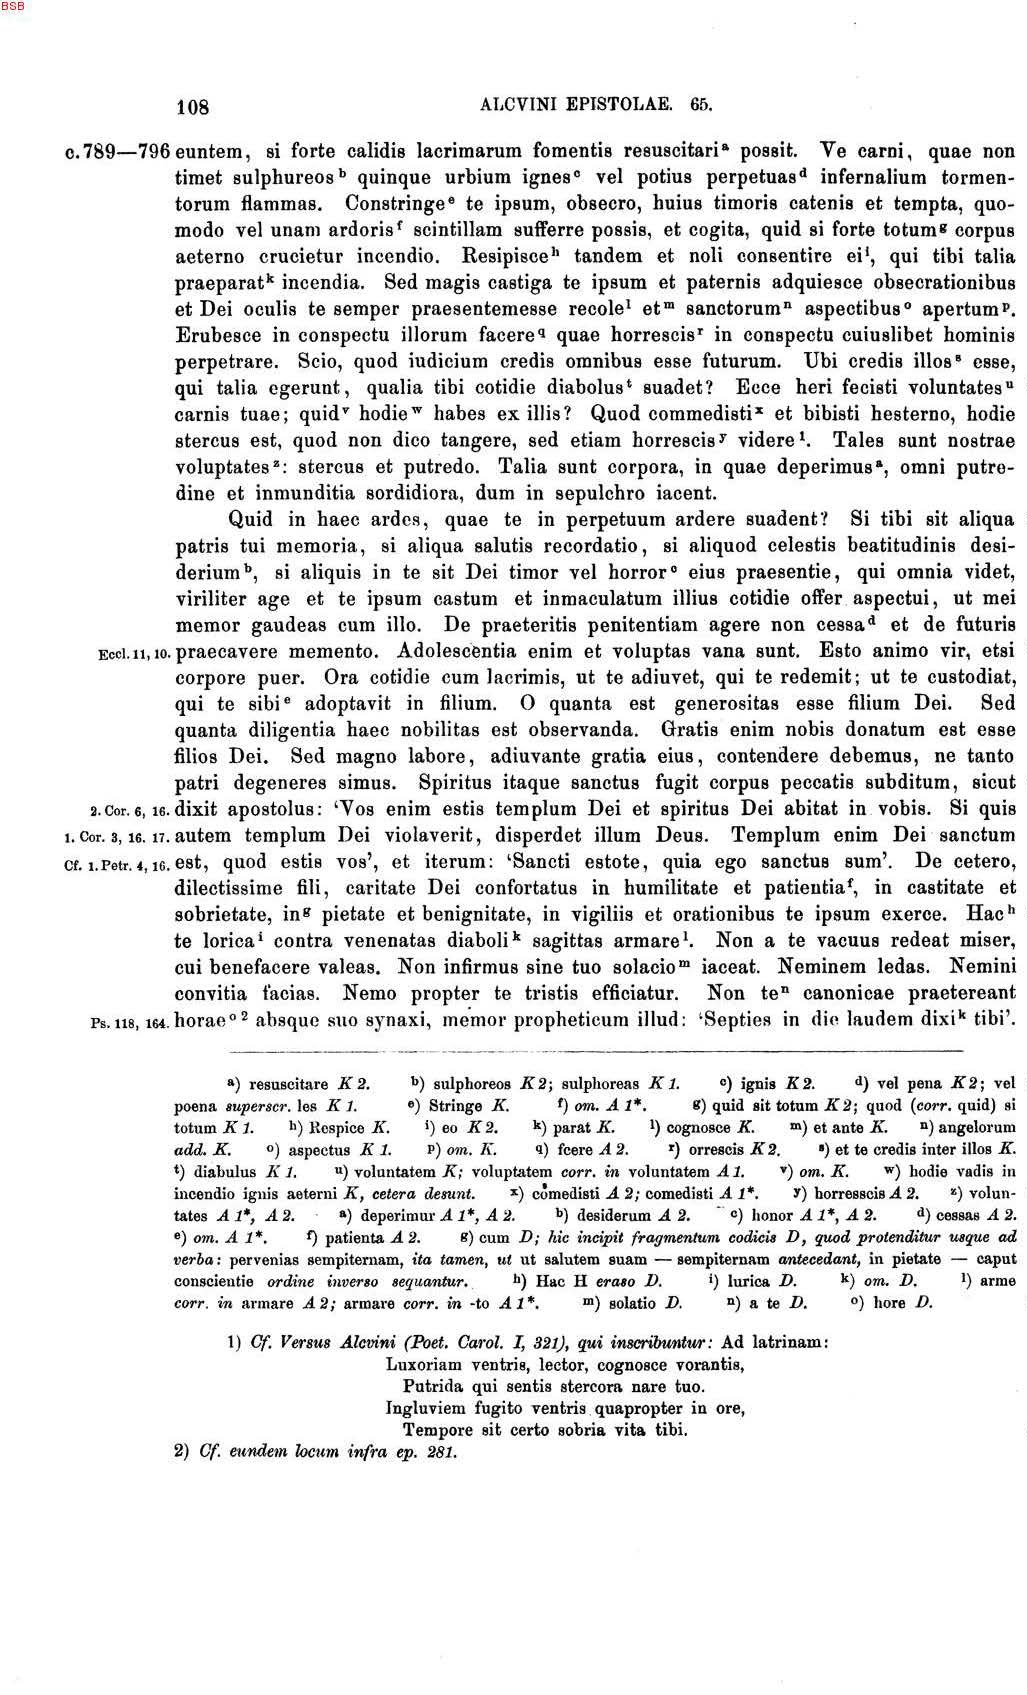 BSB
108 ALCVINI EPISTOLAE. 65.
c. 789—796 euntem, si forte calidis lacrimarum fomentis resuscitari a possit. Ve carni, quae non
timet sulphureos b quinque urbium ignes c vel potius perpetuas d infernalium tormen-
torum flammas. Constringe e te ipsum, obsecro, huius timoris catenis et tempta, quo-
modo vel unam ardoris f scintillam sufferre possis, et cogita, quid si forte totum g corpus
aeterno crucietur incendio. Resipisce h tandem et noli consentire ei i, qui tibi talia
praeparat k incendia. Sed magis castiga te ipsum et paternis adquiesce obsecrationibus
et Dei oculis te semper praesentemesse recole l et m sanctorum n aspectibus o apertum p.
Erubesce in conspectu illorum facere q quae horrescis r in conspectu cuiuslibet hominis
perpetrare. Scio, quod iudicium credis omnibus esse futurum. Ubi credis illos s esse,
qui talia egerunt, qualia tibi cotidie diabolus t suadet? Ecce heri fecisti voluntates u
carnis tuae; quid v hodie w habes ex illis? Quod commedisti x et bibisti hesterno, hodie
stercus est, quod non dico tangere, sed etiam horrescis y videre 1. Tales sunt nostrae
voluptates z: stercus et putredo. Talia sunt corpora, in quae deperimus a, omni putre-
dine et inmunditia sordidiora, dum in sepulchro iacent.
Quid in haec ardes, quae te in perpetuum ardere suadent? Si tibi sit aliqua
patris tui memoria, si aliqua salutis recordatio, si aliquod celestis beatitudinis desi-
derium b, si aliquis in te sit Dei timor vel horror c eius praesentie, qui omnia videt,
viriliter age et te ipsum castum et inmaculatum illius cotidie offer aspectui, ut mei
memor gaudeas cum illo. De praeteritis penitentiam agere non cessa d et de futuris
Eccl. 11, 10. praecavere memento. Adolescentia enim et voluptas vana sunt. Esto animo vir, etsi
corpore puer. Ora cotidie cum lacrimis, ut te adiuvet, qui te redemit; ut te custodiat,
qui te sibi e adoptavit in filium. O quanta est generositas esse filium Dei. Sed
quanta diligentia haec nobilitas est observanda. Gratis enim nobis donatum est esse
filios Dei. Sed magno labore, adiuvante gratia eius, contendere debemus, ne tanto
patri degeneres simus. Spiritus itaque sanctus fugit corpus peccatis subditum, sicut
2. Cor. 6, 16. dixit apostolus: ‘Vos enim estis templum Dei et spiritus Dei abitat in vobis. Si quis
1. Cor. 3, 16. 17. autem templum Dei violaverit, disperdet illum Deus. Templum enim Dei sanctum
Cf. 1. Petr. 4, 16. est, quod estis vos’, et iterum: ‘Sancti estote, quia ego sanctus sum’. De cetero,
dilectissime fili, caritate Dei confortatus in humilitate et patientia f, in castitate et
sobrietate, in g pietate et benignitate, in vigiliis et orationibus te ipsum exerce. Hac h
te lorica i contra venenatas diaboli k sagittas armare l. Non a te vacuus redeat miser,
cui benefacere valeas. Non infirmus sine tuo solacio m iaceat. Neminem ledas. Nemini
convitia facias. Nemo propter te tristis efficiatur. Non te n canonicae praetereant
Ps. 118, 164. horae o 2 absque suo synaxi, memor propheticum illud: ‘Septies in die laudem dixi k tibi’.
a) resuscitare K 2. b) sulphoreos K 2; sulphoreas K 1. c) ignis K 2. d) vel pena K 2; vel
poena superscr. les K 1. e) Stringe K. f) om. A 1*. g) quid sit totum K 2; quod (corr. quid) si
totum K 1. h) Respice K. i) eo K 2. k) parat K. l) cognosce K. m) et ante K. n) angelorum
add. K. o) aspectus K 1. p) om. K. q) fcere A 2. r) orrescis K 2. s) et te credis inter illos K.
t) diabulus K 1. u) voluntatem K; voluptatem corr. in voluntatem A 1. v) om. K. w) hodie vadis in
incendio ignis aeterni K, cetera desunt. x) comedisti A 2; comedisti A 1*. y) horresscis A 2. z) volun-
tates A 1*, A 2. a) deperimur A 1*, A 2. b) desiderum A 2. c) honor A 1*, A 2. d) cessas A 2.
e) om. A 1*. f) patienta A 2. g) cum D; hic incipit fragmentum codicis D, quod protenditur usque ad
verba: pervenias sempiternam, ita tamen, ut ut salutem suam — sempiternam antecedant, in pietate — caput
conscientie ordine inverso sequantur. h) Hac H eraso D. i) lurica D. k) om. D. l) arme
corr. in armare A 2; armare corr. in -to A 1*. m) solatio D. n) a te D. o) hore D.
1) Cf. Versus Alcvini (Poet. Carol. I, 321), qui inscribuntur: Ad latrinam:
Luxoriam ventris, lector, cognosce vorantis,
Putrida qui sentis stercora nare tuo.
Ingluviem fugito ventris quapropter in ore,
Tempore sit certo sobria vita tibi.
2) Cf. eundem locum infra ep. 281.